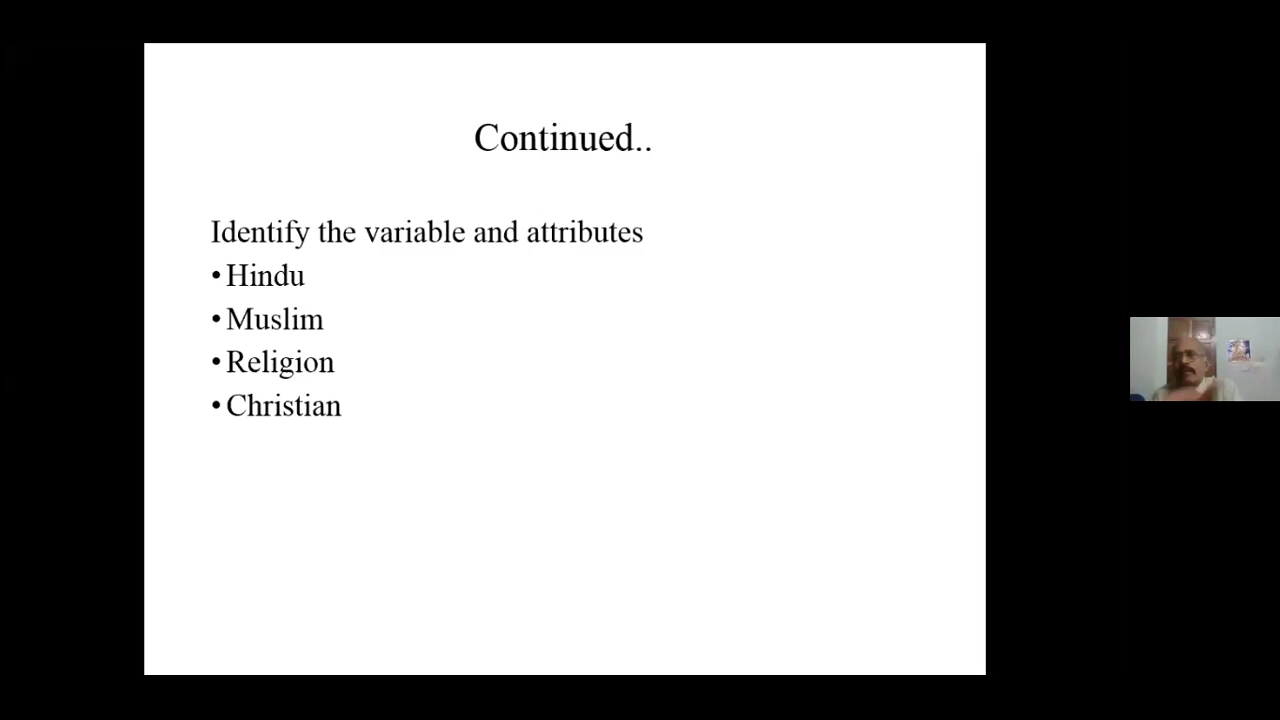 Continued..
Identify the variable and attributes
• Hindu
• Muslim
• Religion
• Christian